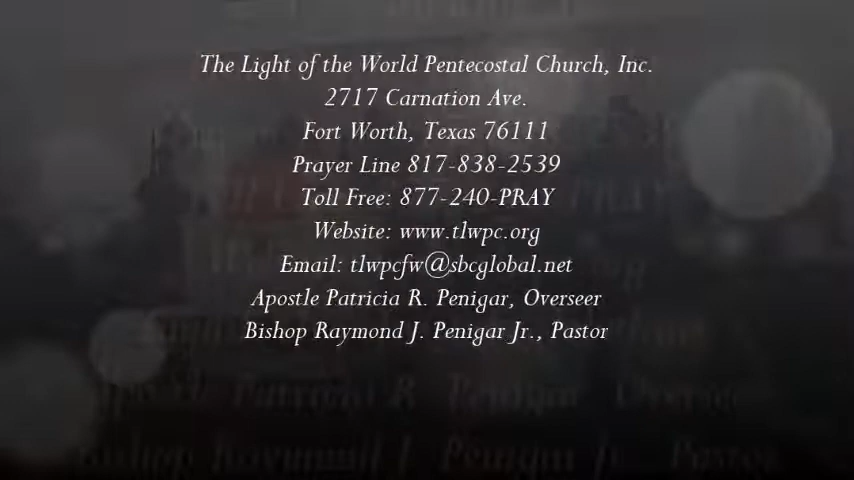 The Light of the World Pentecostal Church, Inc.
2717 Carnation Ave.
Fort Worth, Texas 76111
Prayer Line 817-838-2539
Toll Free: 877-240-PRAY
Website: www.tlwpc.org
Email: tlwpcfw@sbcglobal.net
Apostle Patricia R. Penigar, Overseer
Bishop Raymond J. Penigar Jr., Pastor